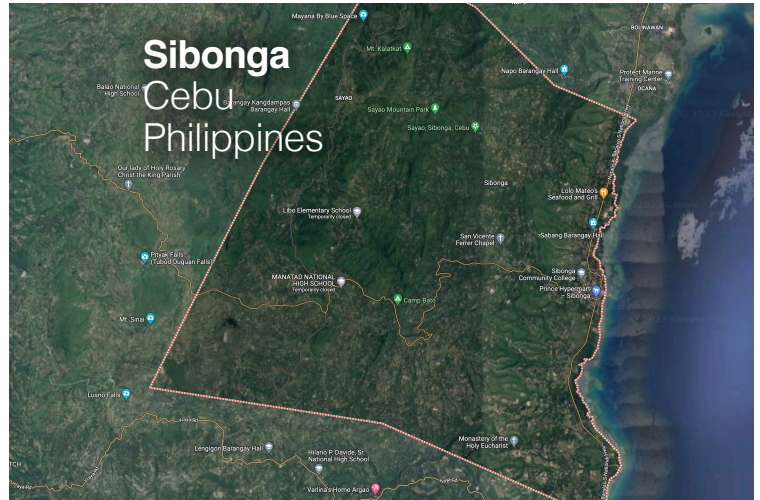 Sibonga
Cebu
Philippines
Mayana By Blue Space
Mt. Kalatkat
BOLINAWAN
Napo Barangay Hall
Protect Marine
Training Center
OCAÑA
Balao National
High School
Barangay Kangdampas
Barangay Hall
SAYAO
Sayao Mountain Park
Sayao, Sibonga, Cebu
Our lady of Holy Rosary
Christ the King Parish
Sibonga
Lolo Mateo's
Seafood and Grill
Libo Elementary School
Temporarily closed
San Vicente
Ferrer Chapel
Sabang Barangay Hall
Pityak Falls
(Tubod Duquan Falls)
MANATAD NATIONAL
HIGH SCHOOL
Temporarily closed
Sibonga
Community College
Camp Bato
Prince Hypermart
- Sibonga
Mt. Sinai
Lusno Falls
Monastery of the
Holy Eucharist
Lengigon Barangay Hall
Hilario P. Davide, Sr.
National High School
TCH
Varlina's Home Argao